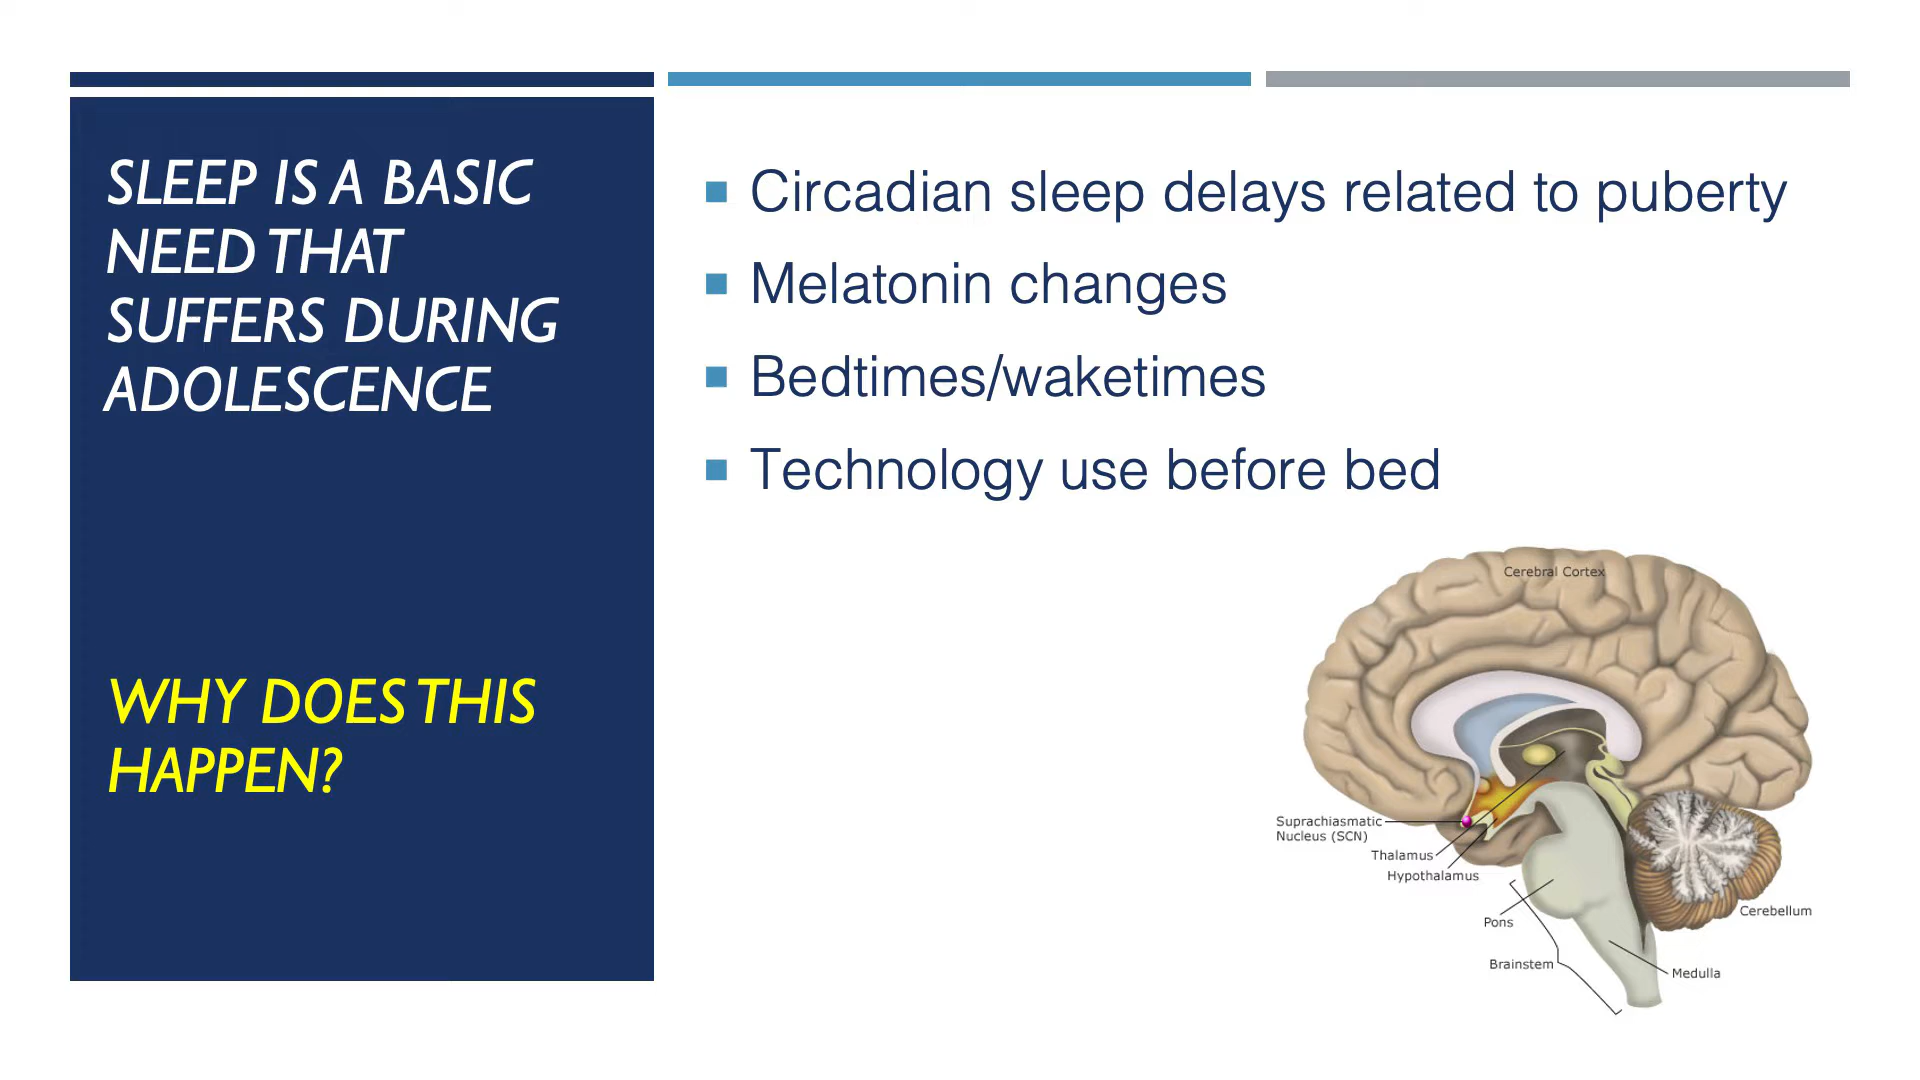 SLEEP IS A BASIC
NEED THAT
SUFFERS DURING
ADOLESCENCE
WHY DOES THIS
HAPPEN?
Circadian sleep delays related to puberty
Melatonin changes
Bedtimes/waketimes
Technology use before bed
Cerebral Cortex
Suprachiasmatic
Nucleus (SCN)
Thalamus
Hypothalamus
Pons
Cerebellum
Brainstem
Medulla